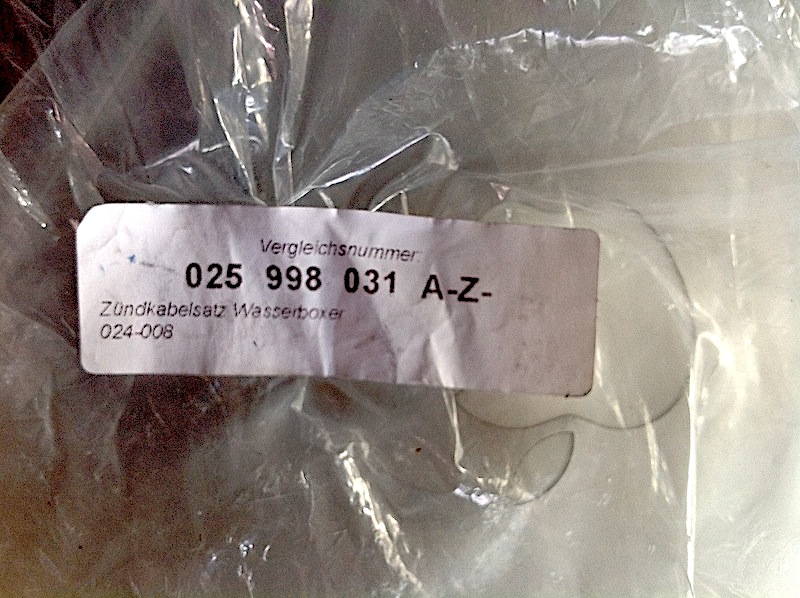 Vergleichsnummer:
025 998 031 A-Z-
Zündkabelsatz Wasserboxer
024-008